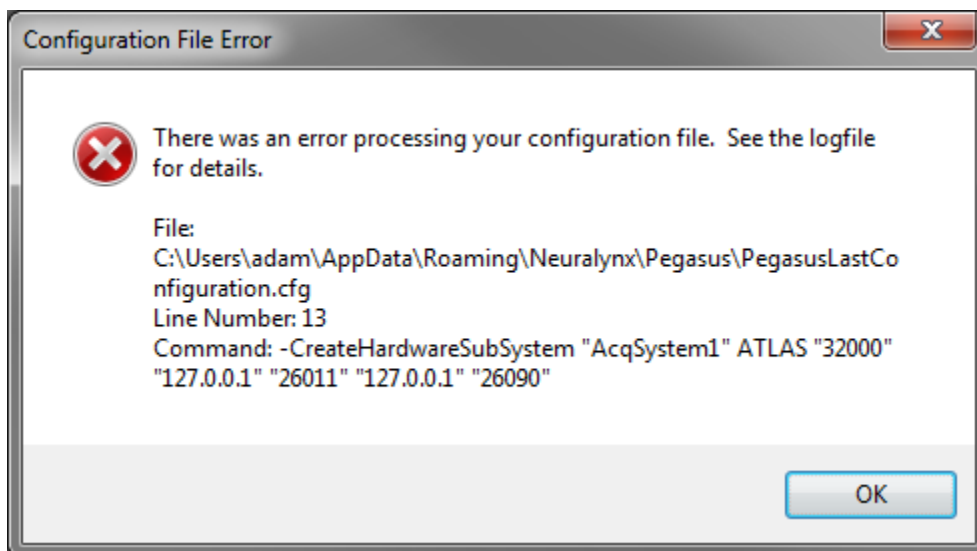 Configuration File Error
There was an error processing your configuration file.  See the logfile
for details.
File:
C:\Users\adam\AppData\Roaming\Neuralynx\Pegasus\PegasusLastCo
nfiguration.cfg
Line Number: 13
Command: -CreateHardwareSubSystem "AcqSystem1" ATLAS "32000"
"127.0.0.1" "26011" "127.0.0.1" "26090"
OK